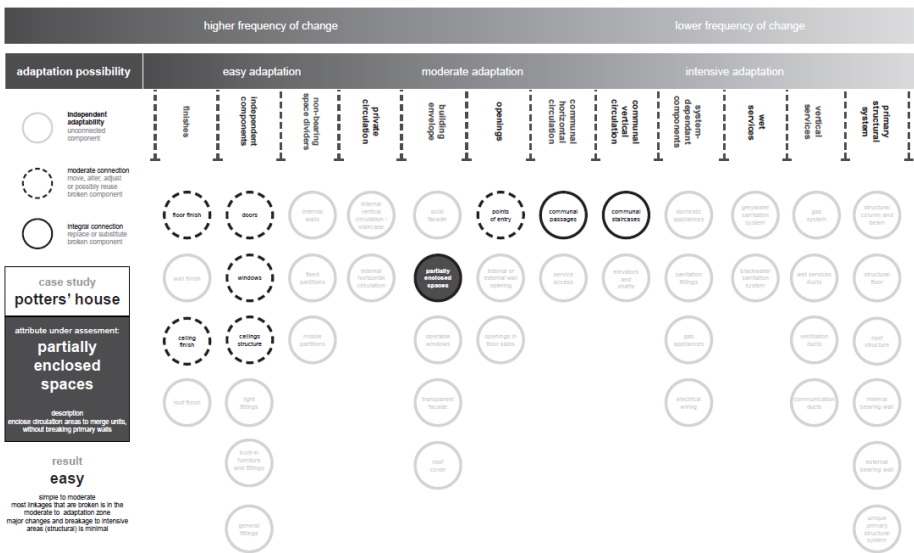 higher frequency of change
lower frequency of change
adaptation possibility
easy adaptation
moderate adaptation
intensive adaptation
finishes
independent
components
non-bearing
space dividers
private
circulation
building
envelope
openings
communal
horizontal
circulation
communal
vertical
circulation
system-
dependant
components
wet
services
vertical
services
primary
structural
system
independent
adaptability
unconnected
component
moderate connection
move, alter, adjust
or possibly reuse
broken component
integral connection
replace or substitute
broken component
floor finish
doors
internal
walls
internal
vertical
circulation -
staircase
solid
facade
points
of entry
communal
passages
communal
staircases
domestic
appliances
greywater
sanitation
system
gas
system
structural
column and
beam
wall finish
windows
fixed
partitions
internal
horizontal
circulation
partially
enclosed
spaces
internal or
external wall
opening
service
access
elevators
and
shafts
sanitation
fittings
blackwater
sanitation
system
wet services
ducts
structural
floor
ceiling
finish
ceilings
structure
mobile
partitions
operable
windows
openings in
floor slabs
gas
appliances
ventilation
ducts
roof
structure
roof finish
light
fittings
transparent
facade
electrical
wiring
communication
ducts
internal
bearing wall
built-in
furniture
and fittings
roof
cover
external
bearing wall
general
fittings
unique
primary
structural
system
case study
potters' house
attribute under assesment:
partially
enclosed
spaces
description
enclose circulation areas to merge units,
without breaking primary walls
result
easy
simple to moderate
most linkages that are broken is in the
moderate to adaptation zone
major changes and breakage to intensive
areas (structural) is minimal